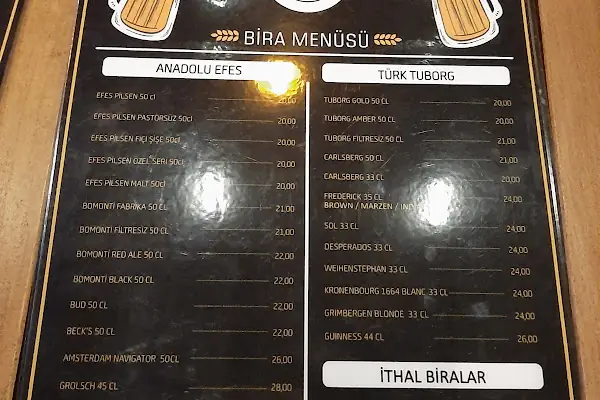 BİRA MENÜSÜ
ANADOLU EFES
EFES PİLSEN 50 cl 20,00
EFES PİLSEN PASTÖRSÜZ 50cl 20,00
EFES PİLSEN FIÇI ŞİŞE 50cl 20,00
EFES PİLSEN ÖZEL SERİ 50cl 20,00
EFES PİLSEN MALT 50cl 20,00
BOMONTİ FABRİKA 50 CL 21,00
BOMONTİ FİLTRESİZ 50 CL 21,00
BOMONTİ RED ALE 50 CL 22,00
BOMONTİ BLACK 50 CL 22,00
BUD 50 CL 22,00
BECK'S 50 CL 22,00
AMSTERDAM NAVIGATOR 50CL 26,00
GROLSCH 45 CL 28,00
TÜRK TUBORG
TUBORG GOLD 50 CL 20,00
TUBORG AMBER 50 CL 20,00
TUBORG FİLTRESİZ 50 CL 21,00
CARLSBERG 50 CL 21,00
CARLSBERG 33 CL 20,00
FREDERICK 35 CL 24,00
BROWN / MARZEN /
SOL 33 CL 24,00
DESPERADOS 33 CL 24,00
WEIHENSTEPHAN 33 CL 24,00
KRONENBOURG 1664 BLANC 33 CL 24,00
GRIMBERGEN BLONDE 33 CL 24,00
GUINNESS 44 CL 26,00
İTHAL BİRALAR